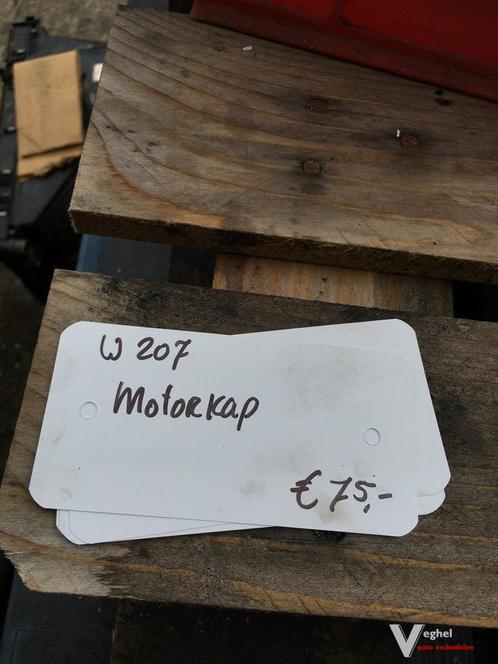 W 207
Motorkap
€ 75,-
Veghel
auto onderdelen